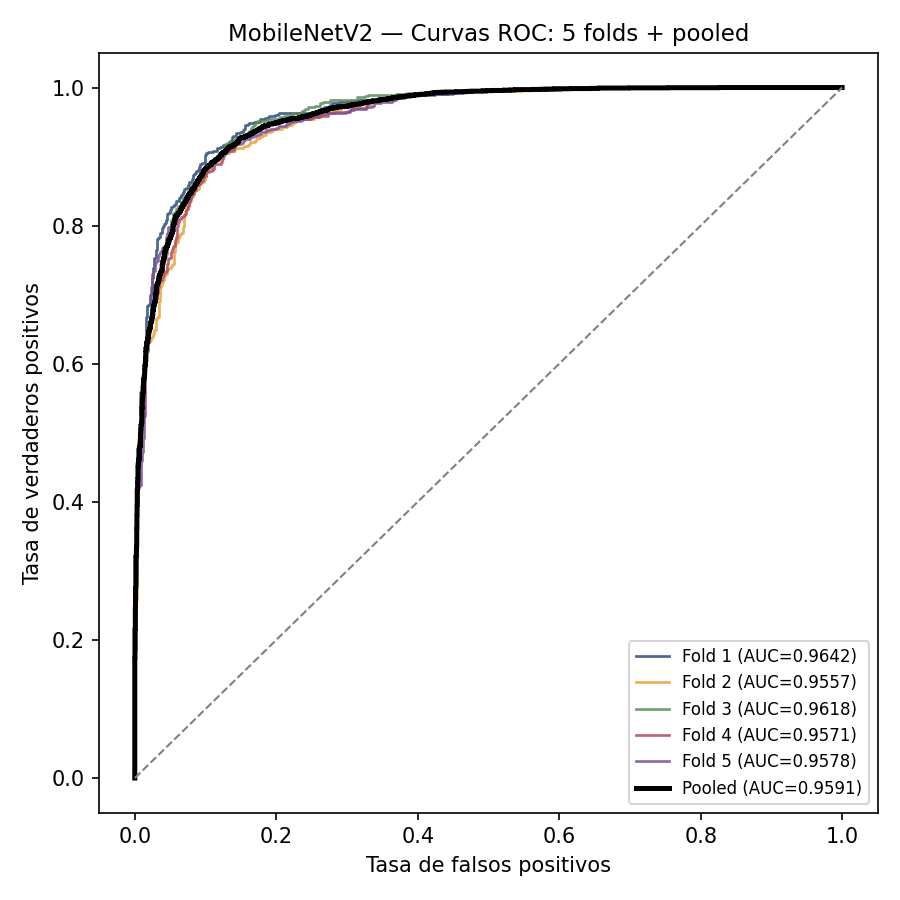 MobileNetV2 — Curvas ROC: 5 folds + pooled
1.0
0.8
0.6
0.4
0.2
0.0
Tasa de verdaderos positivos
0.0 0.2 0.4 0.6 0.8 1.0
Tasa de falsos positivos
Fold 1 (AUC=0.9642)
Fold 2 (AUC=0.9557)
Fold 3 (AUC=0.9618)
Fold 4 (AUC=0.9571)
Fold 5 (AUC=0.9578)
Pooled (AUC=0.9591)